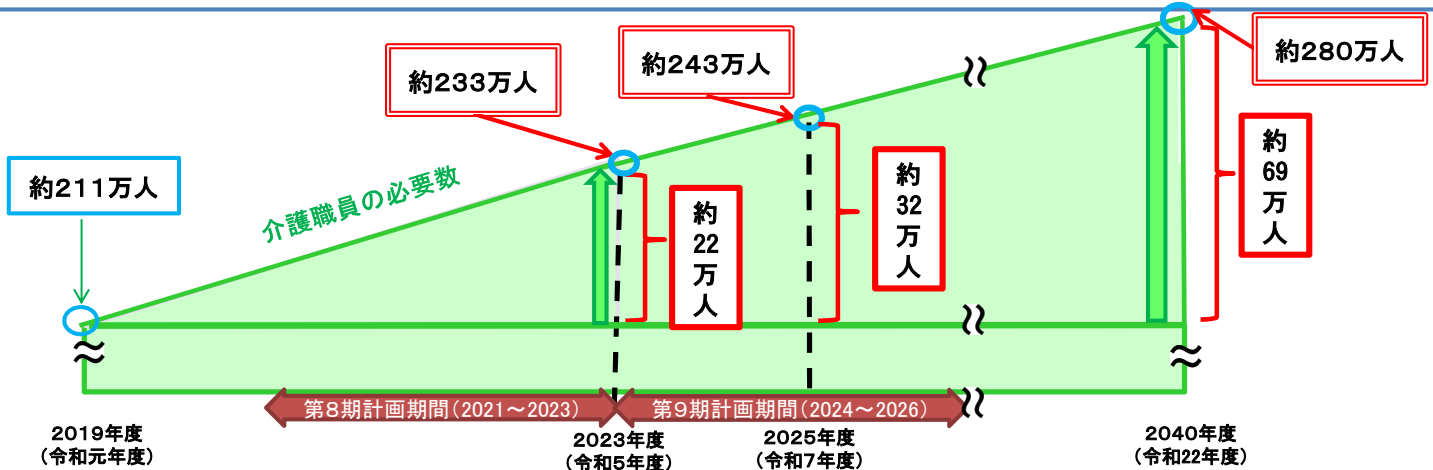 約280万人
約243万人
約233万人
約211万人
介護職員の必要数
約
22
万
人
約
32
万
人
約
69
万
人
第8期計画期間(2021~2023)
第9期計画期間(2024~2026)
2019年度
(令和元年度)
2023年度
(令和5年度)
2025年度
(令和7年度)
2040年度
(令和22年度)